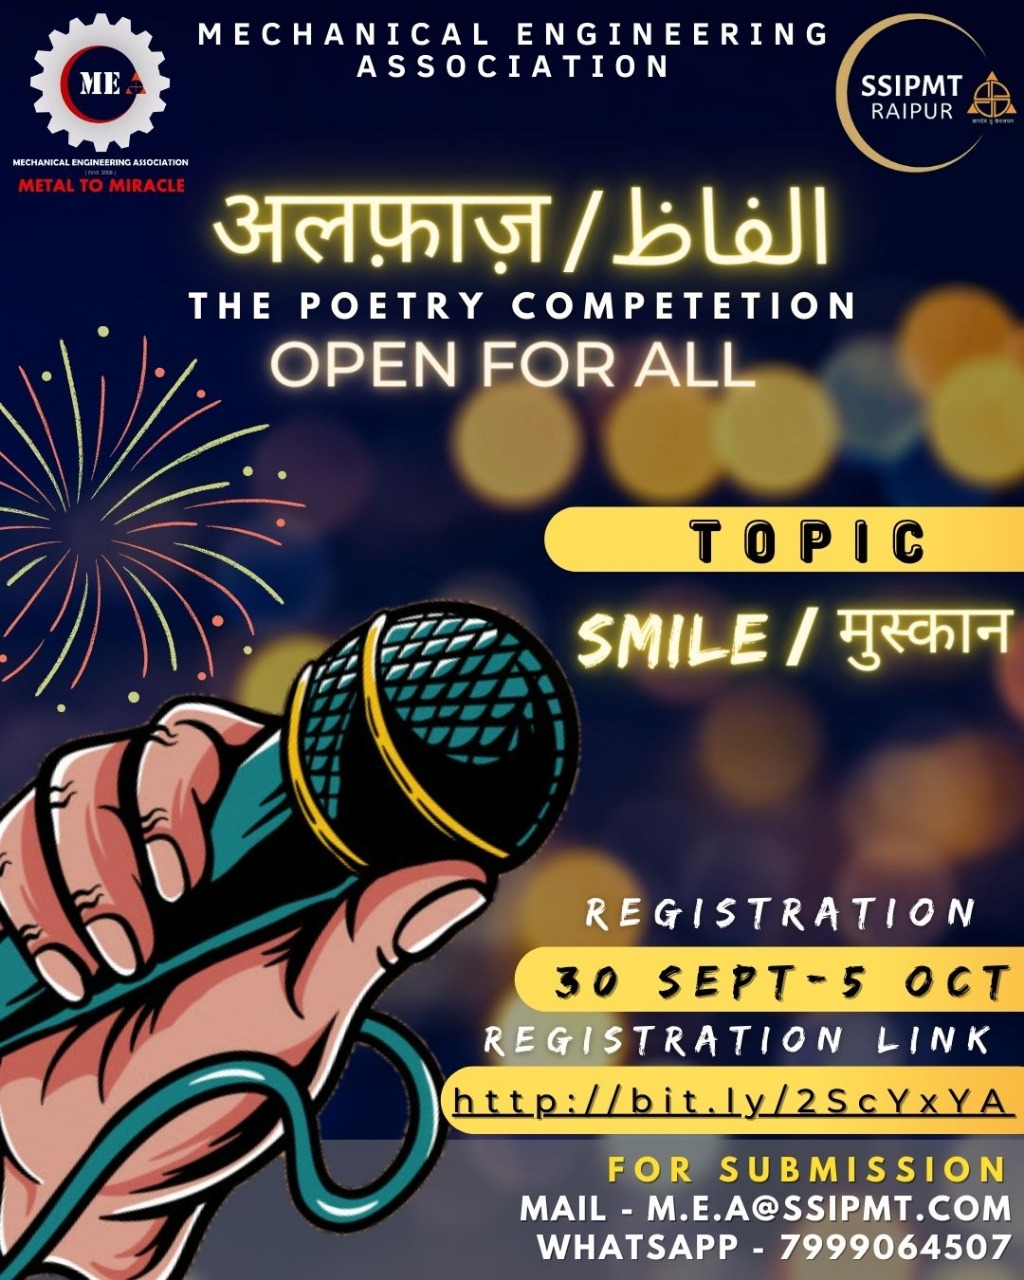 MECHANICAL ENGINEERING
ASSOCIATION
ME A
MECHANICAL ENGINEERING ASSOCIATION
METAL TO MIRACLE
SSIPMT
RAIPUR
अलफ़ाज़ / الفاظ
THE POETRY COMPETETION
OPEN FOR ALL
TOPIC
SMILE / मुस्कान
REGISTRATION
30 SEPT-5 OCT
REGISTRATION LINK
http://bit.ly/2ScYxYA
FOR SUBMISSION
MAIL - M.E.A@SSIPMT.COM
WHATSAPP - 7999064507